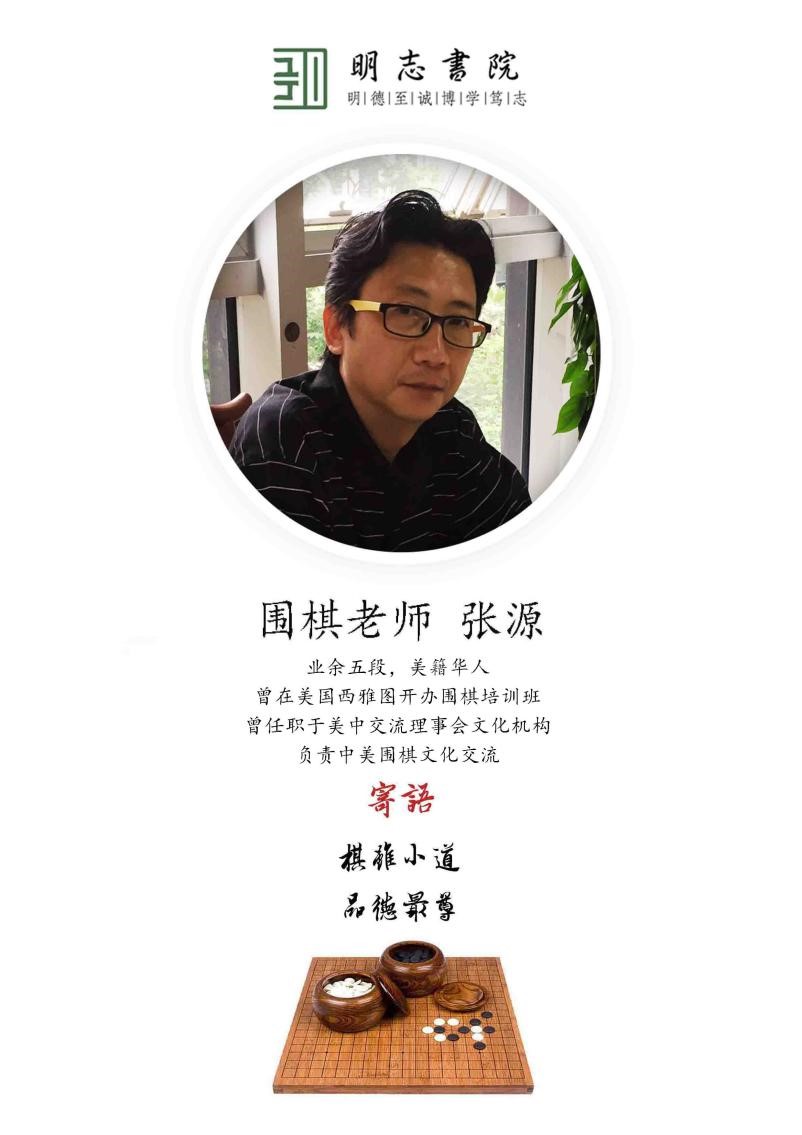 明志書院
明|德|至|诚|博|学|笃|志
围棋老师 张源
业余五段，美籍华人
曾在美国西雅图开办围棋培训班
曾任职于美中交流理事会文化机构
负责中美围棋文化交流
寄語
棋雖小道
品德最尊